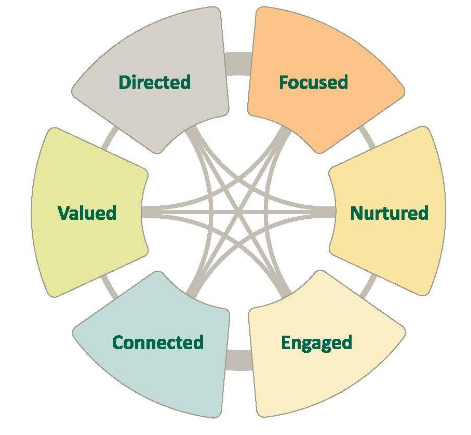 Directed
Focused
Valued
Nurtured
Connected
Engaged